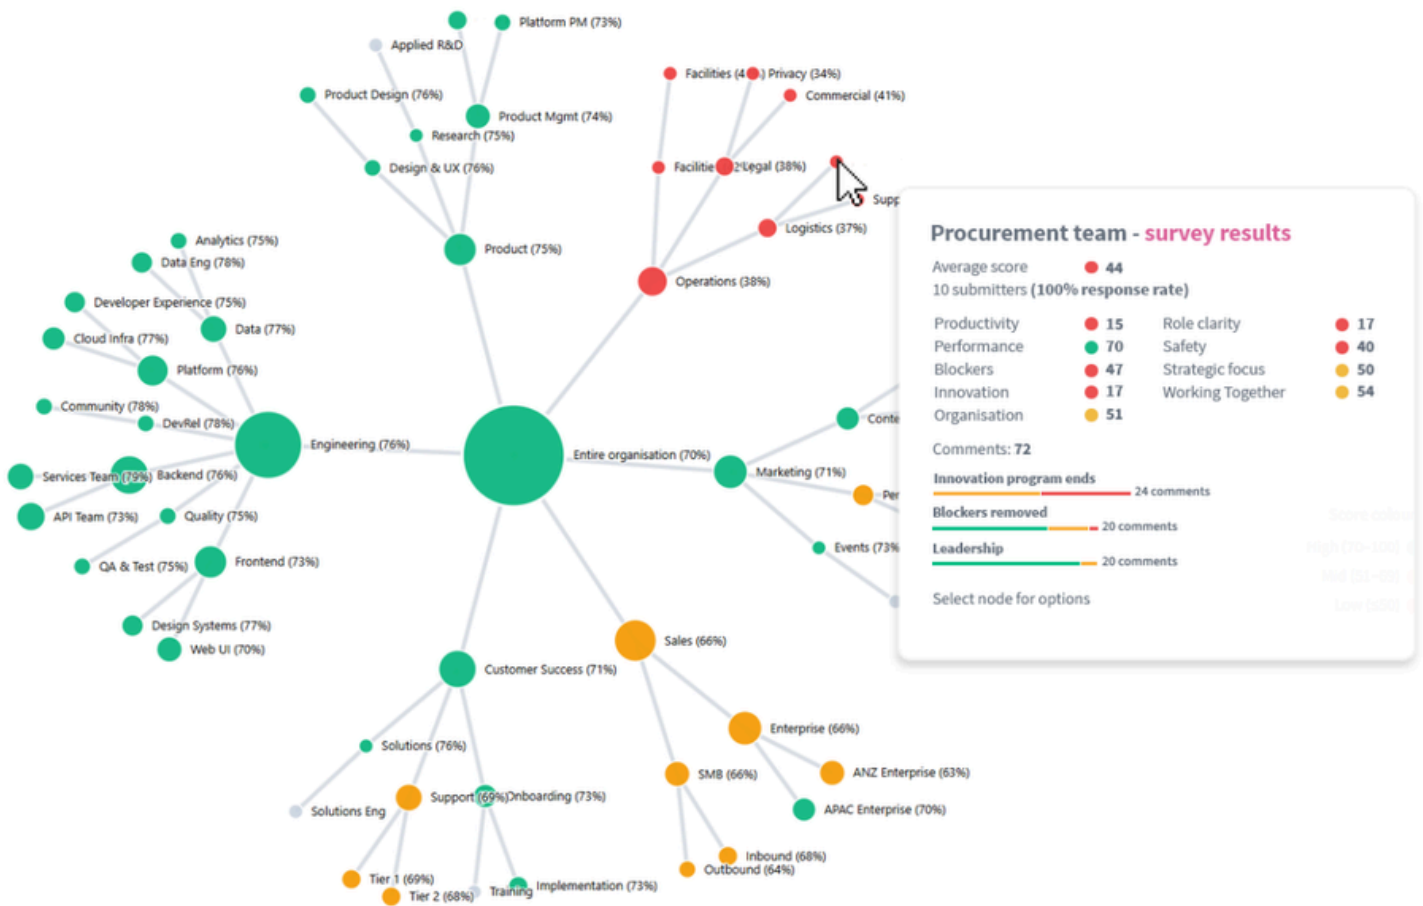 Platform PM (73%)
Applied R&D
Facilities (4
Privacy (34%)
Product Design (76%)
Commercial (41%)
Product Mgmt (74%)
Research (75%)
Design & UX (76%)
Legal (38%)
Supp
Logistics (37%)
Analytics (75%)
Product (75%)
Data Eng (78%)
Operations (38%)
Developer Experience (75%)
Data (77%)
Cloud Infra (77%)
Platform (76%)
Community (78%)
DevRel (78%)
Conte
Engineering (76%)
Entire organisation (70%)
Marketing (71%)
Services Team (79%)
Backend (76%)
Per
API Team (73%)
Quality (75%)
Events (73%
QA & Test (75%)
Frontend (73%)
Design Systems (77%)
Web UI (70%)
Sales (66%)
Customer Success (71%)
Enterprise (66%)
Solutions (76%)
SMB (66%)
ANZ Enterprise (63%)
Support (69%)
Onboarding (73%)
Solutions Eng
APAC Enterprise (70%)
Inbound (68%)
Outbound (64%)
Tier 1 (69%)
Implementation (73%)
Tier 2 (68%)
Training
Procurement team - survey results
Average score 44
10 submitters (100% response rate)
Productivity 15 Role clarity 17
Performance 70 Safety 40
Blockers 47 Strategic focus 50
Innovation 17 Working Together 54
Organisation 51
Comments: 72
Innovation program ends
24 comments
Blockers removed
20 comments
Leadership
20 comments
Select node for options